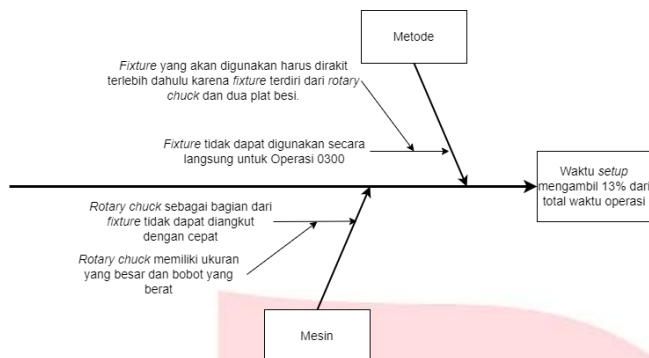 Metode
Fixture yang akan digunakan harus dirakit
terlebih dahulu karena fixture terdiri dari rotary
chuck dan dua plat besi.
Fixture tidak dapat digunakan secara
langsung untuk Operasi 0300
Waktu setup
mengambil 13% dari
total waktu operasi
Rotary chuck sebagai bagian dari
fixture tidak dapat diangkut
dengan cepat
Rotary chuck memiliki ukuran
yang besar dan bobot yang
berat
Mesin